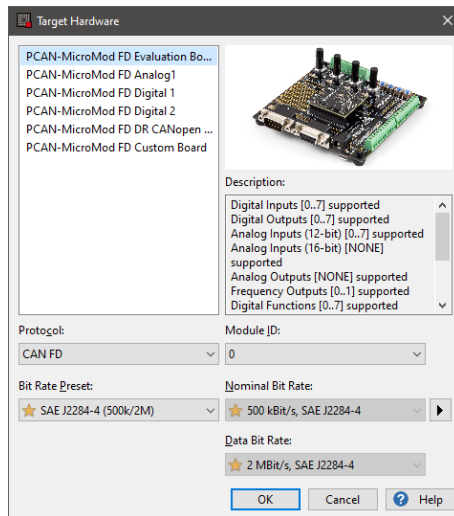 Target Hardware
PCAN-MicroMod FD Evaluation Bo...
PCAN-MicroMod FD Analog1
PCAN-MicroMod FD Digital 1
PCAN-MicroMod FD Digital 2
PCAN-MicroMod FD DR CANopen ...
PCAN-MicroMod FD Custom Board
Description:
Digital Inputs [0..7] supported
Digital Outputs [0..7] supported
Analog Inputs (12-bit) [0..7] supported
Analog Inputs (16-bit) [NONE]
supported
Analog Outputs [NONE] supported
Frequency Outputs [0..1] supported
Digital Functions [0..7] supported
Protocol:
Module ID:
CAN FD
0
Bit Rate Preset:
Nominal Bit Rate:
SAE J2284-4 (500k/2M)
500 kBit/s, SAE J2284-4
Data Bit Rate:
2 MBit/s, SAE J2284-4
OK
Cancel
Help